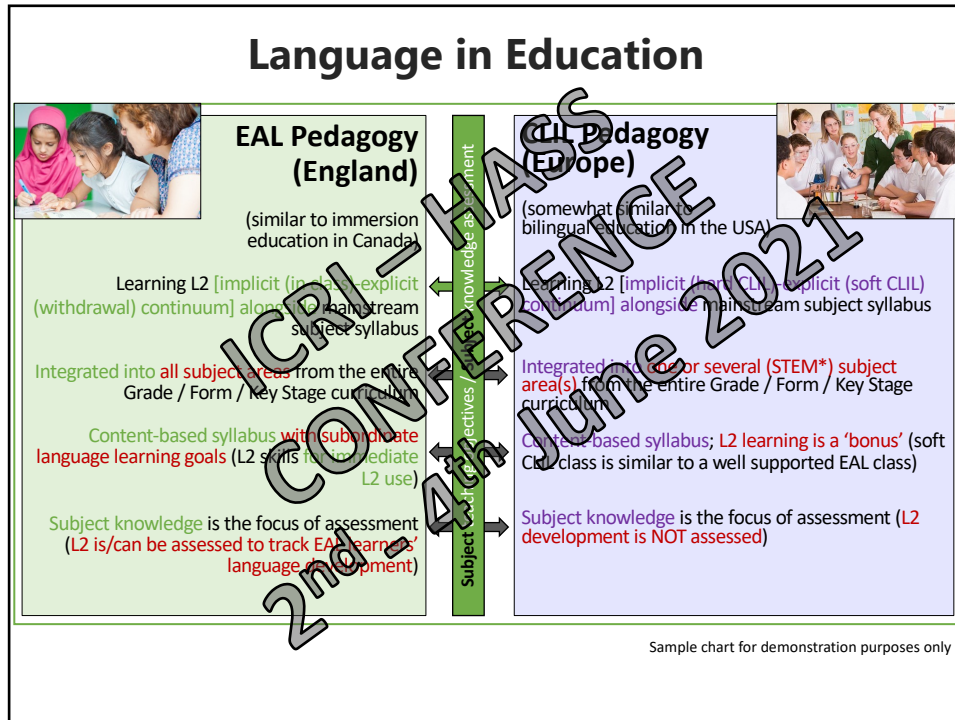 Language in Education
EAL Pedagogy
(England)
(similar to immersion
education in Canada)
Learning L2 [implicit (in class)-explicit
(withdrawal) continuum] alongside mainstream
subject syllabus
Integrated into all subject areas from the entire
Grade / Form / Key Stage curriculum
Content-based syllabus with subordinate
language learning goals (L2 skills for immediate
L2 use)
Subject knowledge is the focus of assessment
(L2 is/can be assessed to track EAL learners'
language development)
Subject teaching objectives / Subject knowledge assessment
CLIL Pedagogy
(Europe)
(somewhat similar to
bilingual education in the USA)
Learning L2 [implicit (hard CLIL)-explicit (soft CLIL)
continuum] alongside mainstream subject syllabus
Integrated into one or several (STEM*) subject
area(s) from the entire Grade / Form / Key Stage
curriculum
Content-based syllabus; L2 learning is a ‘bonus’ (soft
CLIL class is similar to a well supported EAL class)
Subject knowledge is the focus of assessment (L2
development is NOT assessed)
ICRI – HASS
CONFERENCE
2nd – 4th June 2021
Sample chart for demonstration purposes only